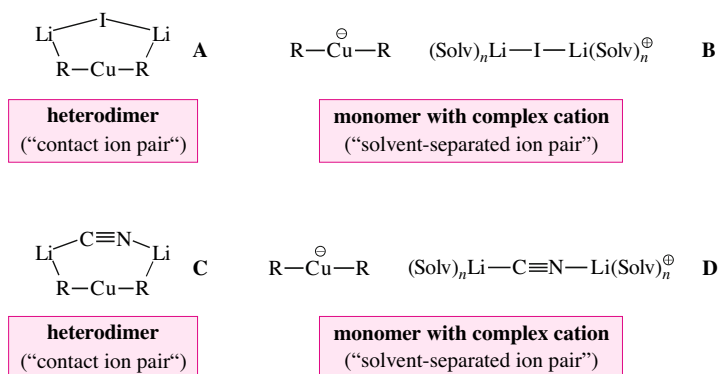 Li I Li
R—Cu—R
A
R—Cu—R
⊖
(Solv)nLi—I—Li(Solv)n⊕
B
heterodimer
(“contact ion pair“)
monomer with complex cation
(“solvent-separated ion pair”)
Li C≡N Li
R—Cu—R
C
R—Cu—R
⊖
(Solv)nLi—C≡N—Li(Solv)n⊕
D
heterodimer
(“contact ion pair“)
monomer with complex cation
(“solvent-separated ion pair”)